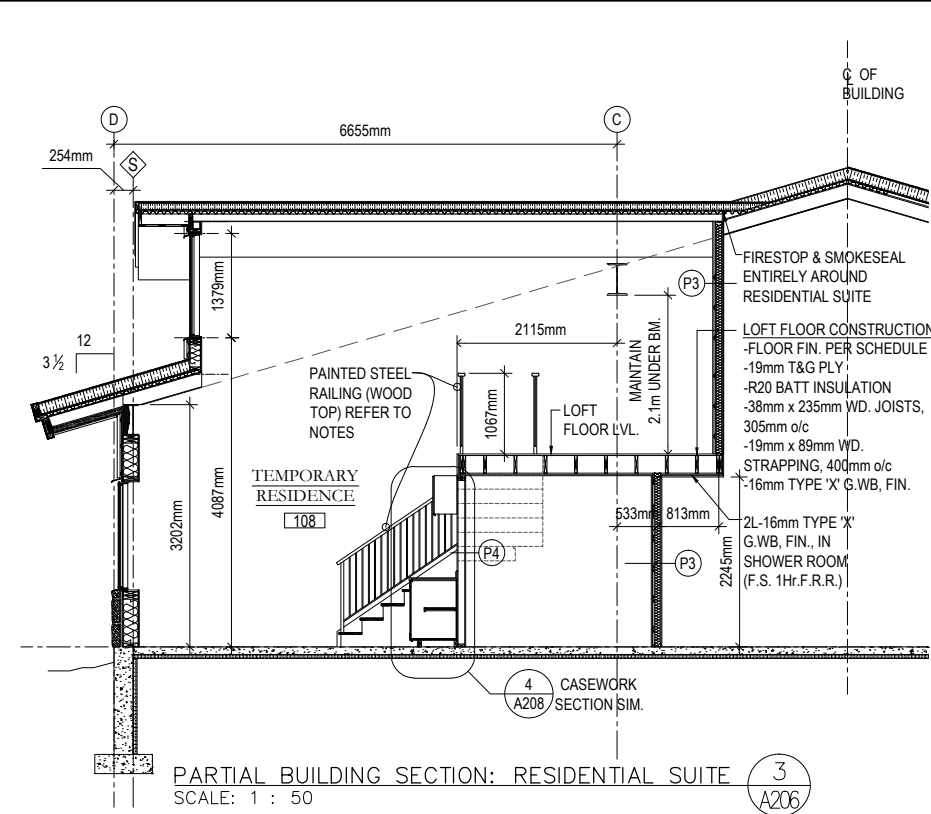 ℄ OF
BUILDING
D
C
6655mm
254mm
S
FIRESTOP & SMOKESEAL
ENTIRELY AROUND
RESIDENTIAL SUITE
P3
1379mm
2115mm
MAINTAIN
2.1m UNDER BM.
LOFT FLOOR CONSTRUCTION
-FLOOR FIN. PER SCHEDULE
-19mm T&G PLY
-R20 BATT INSULATION
-38mm x 235mm WD. JOISTS,
305mm o/c
-19mm x 89mm WD.
STRAPPING, 400mm o/c
-16mm TYPE 'X' G.WB, FIN.
12
3 ½
PAINTED STEEL
RAILING (WOOD
TOP) REFER TO
NOTES
1067mm
LOFT
FLOOR LVL.
TEMPORARY
RESIDENCE
108
3202mm
4087mm
533mm
813mm
2L-16mm TYPE 'X'
G.WB, FIN., IN
SHOWER ROOM
(F.S. 1Hr.F.R.R.)
P4
P3
2245mm
4
A208
CASEWORK
SECTION SIM.
PARTIAL BUILDING SECTION: RESIDENTIAL SUITE
SCALE: 1 : 50
3
A206